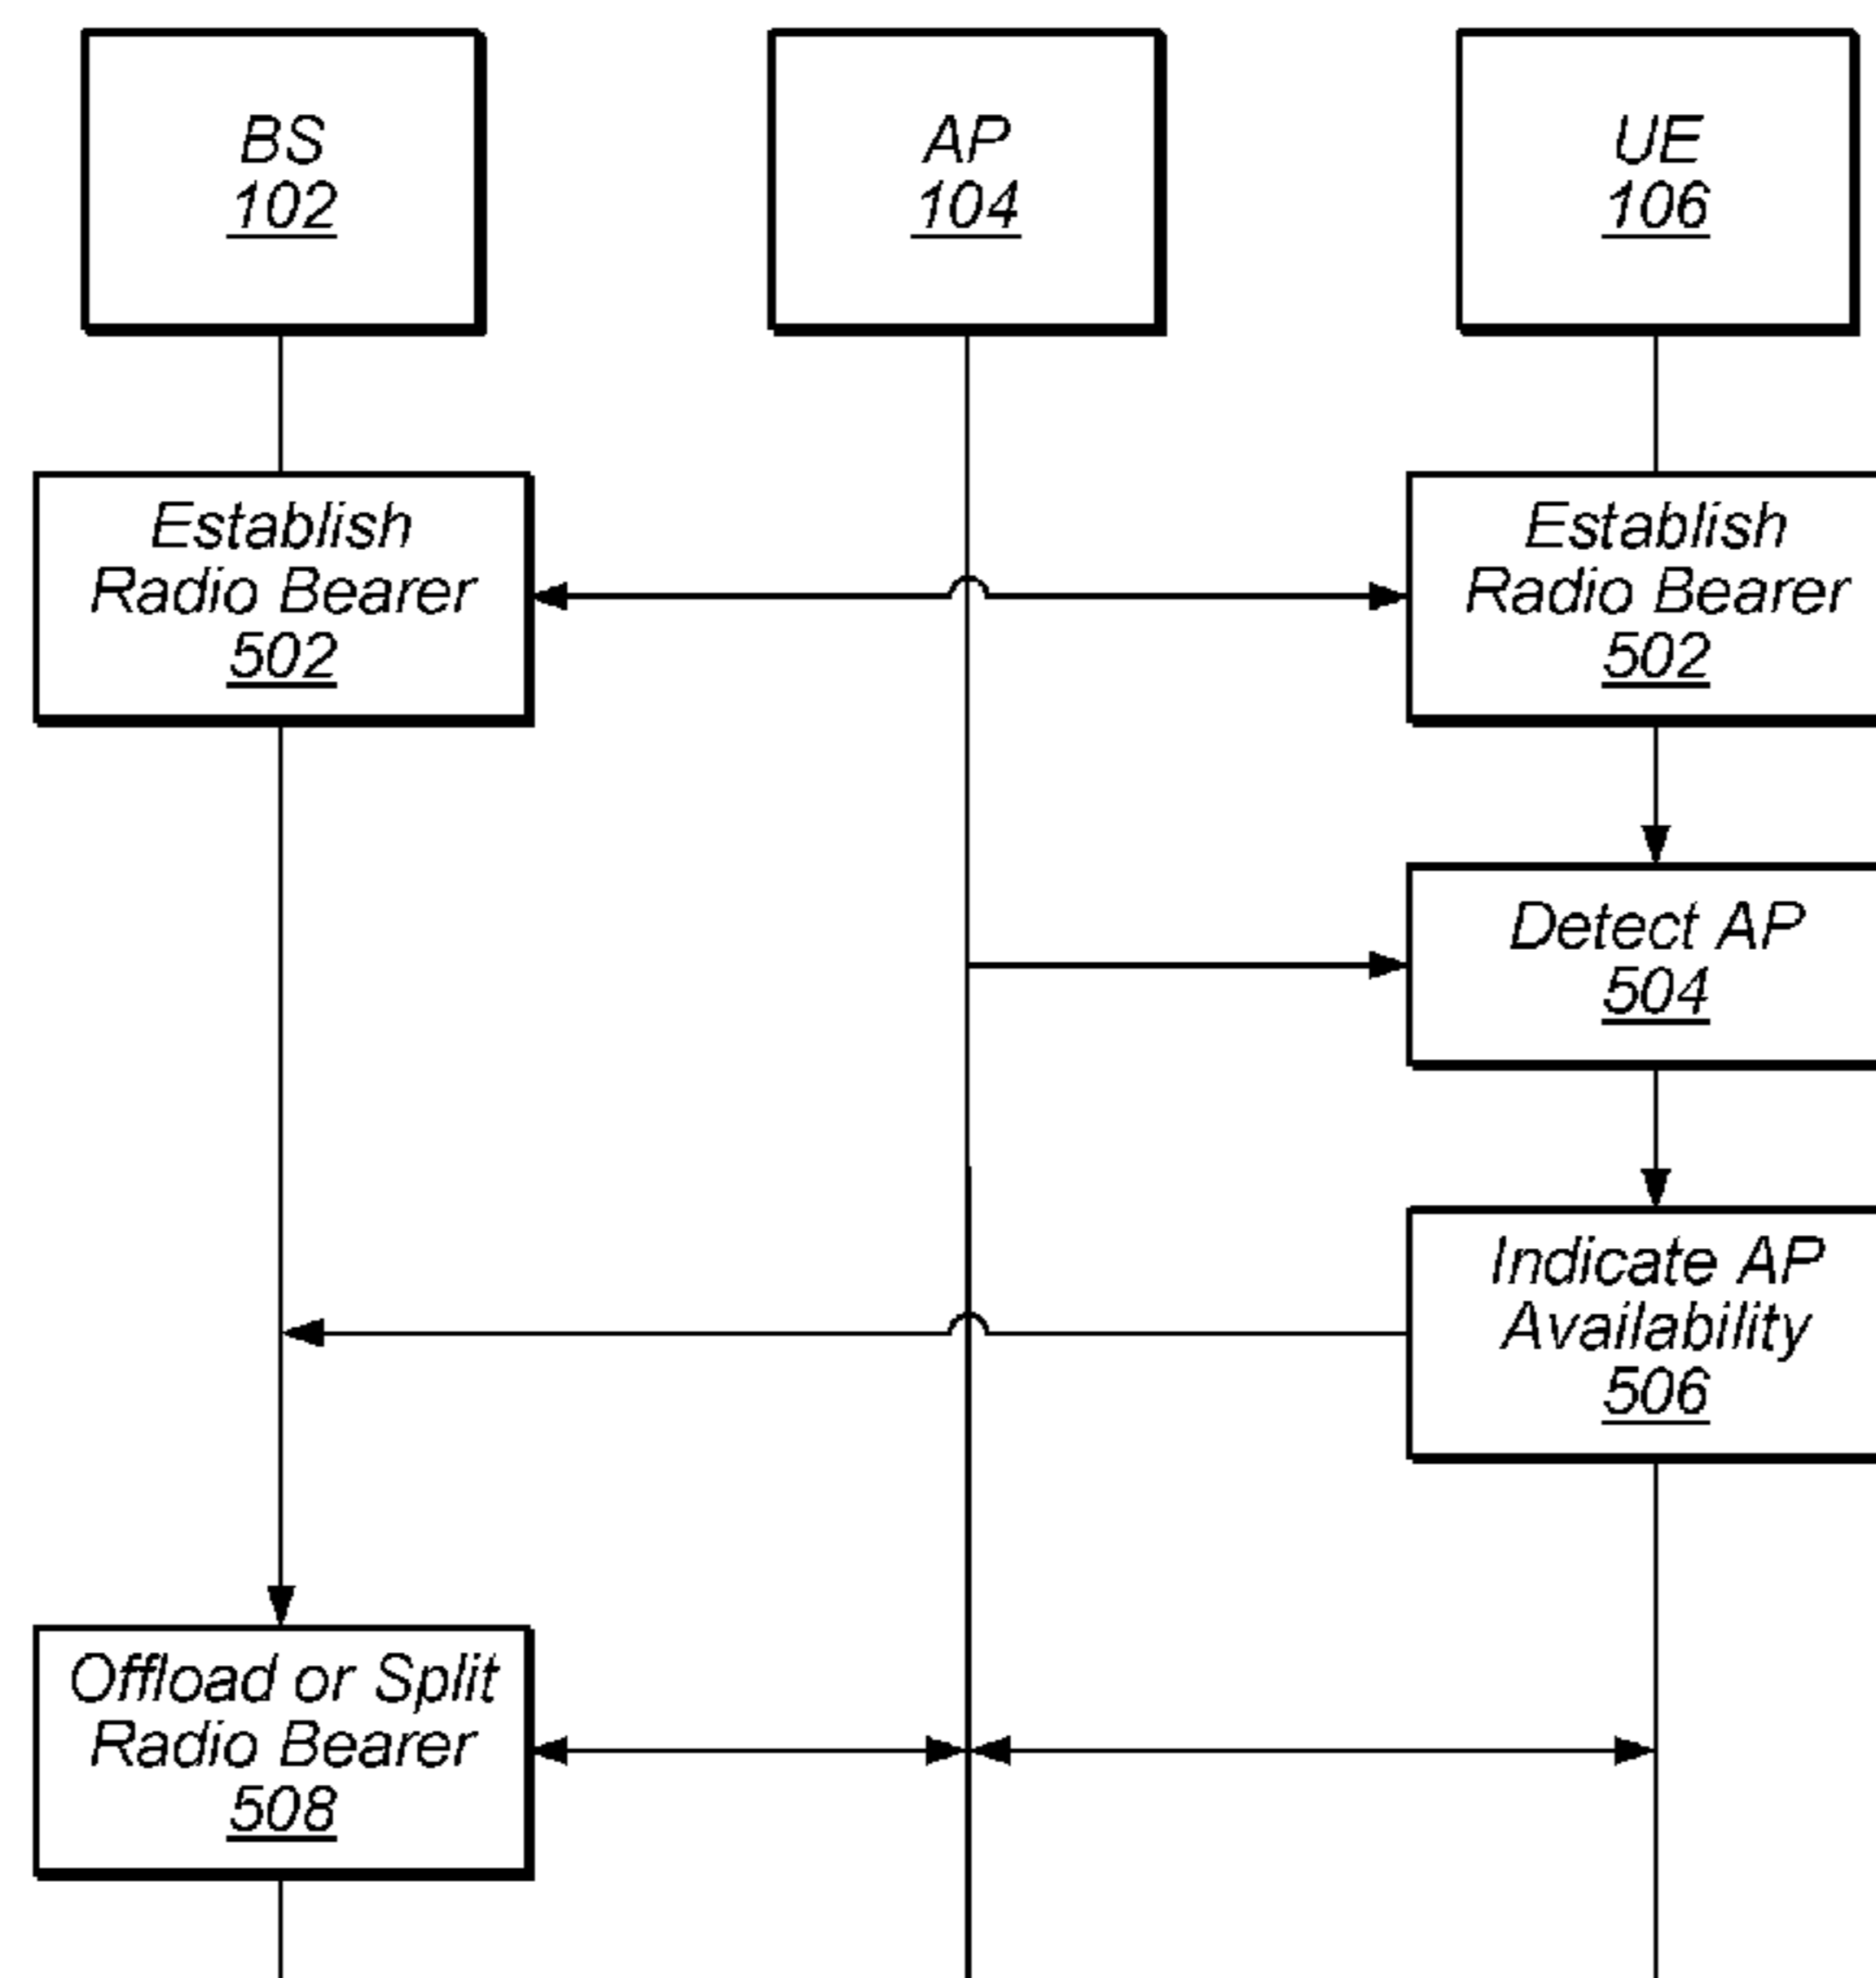 BS
102
AP
104
UE
106
Establish
Radio Bearer
502
Establish
Radio Bearer
502
Detect AP
504
Indicate AP
Availability
506
Offload or Split
Radio Bearer
508